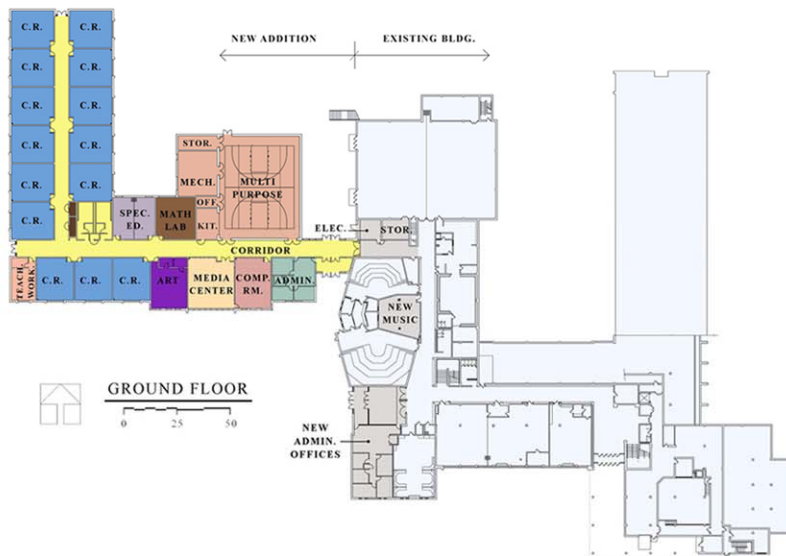 C.R.
C.R.
NEW ADDITION
EXISTING BLDG.
C.R.
C.R.
C.R.
C.R.
C.R.
C.R.
STOR.
C.R.
C.R.
MECH.
MULTI
PURPOSE
OFF.
KIT.
C.R.
SPEC.
ED.
MATH
LAB
ELEC.
STOR.
CORRIDOR
TEACH.
WORK.
C.R.
C.R.
C.R.
ART
MEDIA
CENTER
COMP.
RM.
ADMIN.
NEW
MUSIC
GROUND FLOOR
0 25 50
NEW
ADMIN.
OFFICES